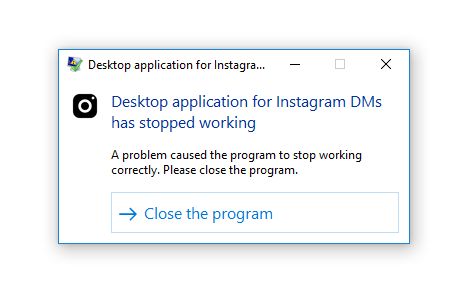 Desktop application for Instagra...
Desktop application for Instagram DMs
has stopped working
A problem caused the program to stop working
correctly. Please close the program.
Close the program